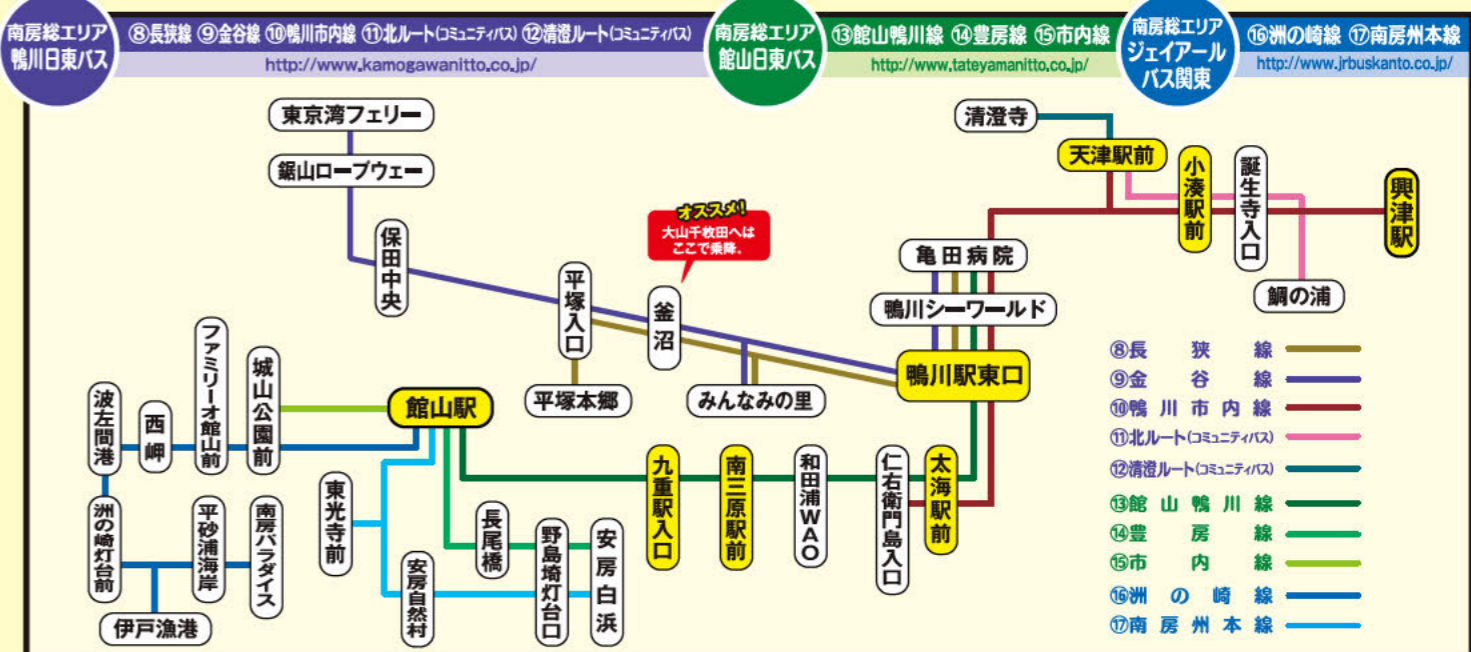 南房総エリア
鴨川日東バス
⑧長狭線 ⑨金谷線 ⑩鴨川市内線 ⑪北ルート(コミュニティバス) ⑫清澄ルート(コミュニティバス)
http://www.kamogawanitto.co.jp/
南房総エリア
館山日東バス
⑬館山鴨川線 ⑭豊房線 ⑮市内線
http://www.tateyamanitto.co.jp/
南房総エリア
ジェイアール
バス関東
⑯洲の崎線 ⑰南房州本線
http://www.jrbuskanto.co.jp/
東京湾フェリー
鋸山ロープウェー
保田中央
オススメ!
大山千枚田へは
ここで乗降。
平塚入口
釜沼
平塚本郷
みんなみの里
清澄寺
天津駅前
小湊駅前
誕生寺入口
興津駅
鯛の浦
亀田病院
鴨川シーワールド
鴨川駅東口
波左間港
西岬
ファミリーオ館山前
城山公園前
館山駅
洲の崎灯台前
平砂浦海岸
南房パラダイス
伊戸漁港
東光寺前
安房自然村
長尾橋
野島埼灯台口
安房白浜
九重駅入口
南三原駅前
和田浦WAO
仁右衛門島入口
太海駅前
⑧長狭線
⑨金谷線
⑩鴨川市内線
⑪北ルート(コミュニティバス)
⑫清澄ルート(コミュニティバス)
⑬館山鴨川線
⑭豊房線
⑮市内線
⑯洲の崎線
⑰南房州本線